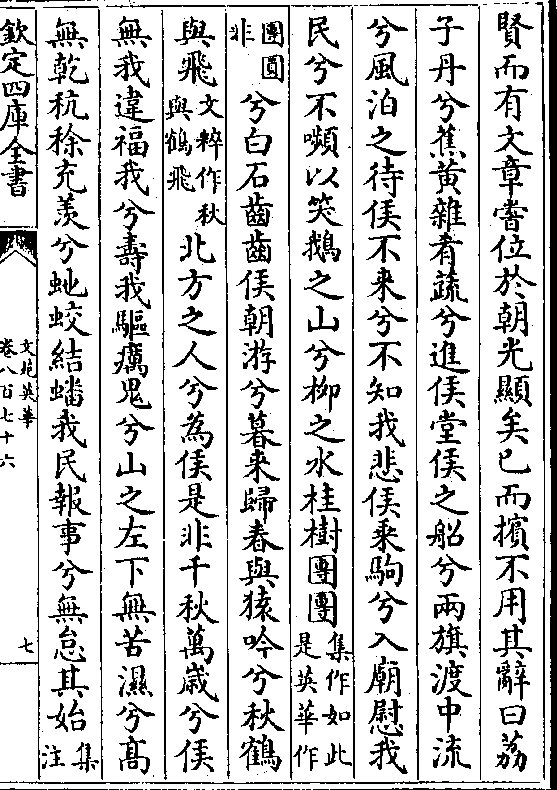 賢而有文章甞位於朝光顯矣已而擯不用其辭曰荔
子丹兮蕉黄雜肴蔬兮進侯堂侯之船兮兩旗渡中流
兮風泊之待侯不来兮不知我悲侯乗駒兮入廟慰我
民兮不嚬以笑鵝之山兮柳之水桂樹團團集作如此是英華作
團圓非兮白石齒齒侯朝游兮暮来歸春與猿吟兮秋鶴
與飛文粹作秋與鶴飛北方之人兮為侯是非千秋萬歲兮侯
無我違福我兮壽我驅癘鬼兮山之左下無苦濕兮髙
無乾秔稌充羡兮虵蛟結蟠我民報事兮無怠其始集注
欽定四庫全書
文苑英華
卷八百七十六
七